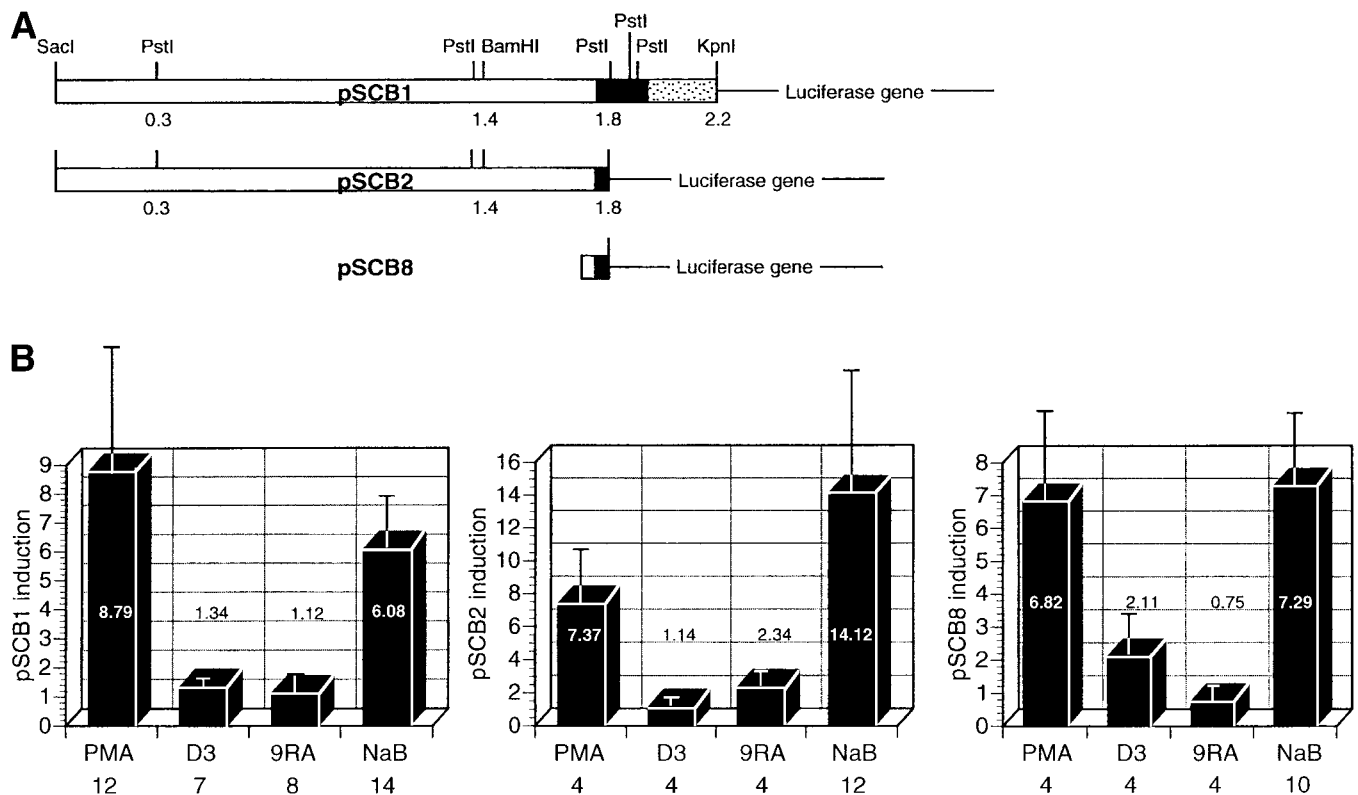 A
PstI
SacI PstI PstI BamHI PstI PstI KpnI
pSCB1 Luciferase gene
0.3 1.4 1.8 2.2
pSCB2 Luciferase gene
0.3 1.4 1.8
pSCB8 Luciferase gene
B
pSCB1 induction
9
8
7
6
5
4
3
2
1
0
8.79 1.34 1.12 6.08
PMA D3 9RA NaB
12 7 8 14
pSCB2 induction
16
14
12
10
8
6
4
2
0
7.37 1.14 2.34 14.12
PMA D3 9RA NaB
4 4 4 12
pSCB8 induction
8
7
6
5
4
3
2
1
0
6.82 2.11 0.75 7.29
PMA D3 9RA NaB
4 4 4 10